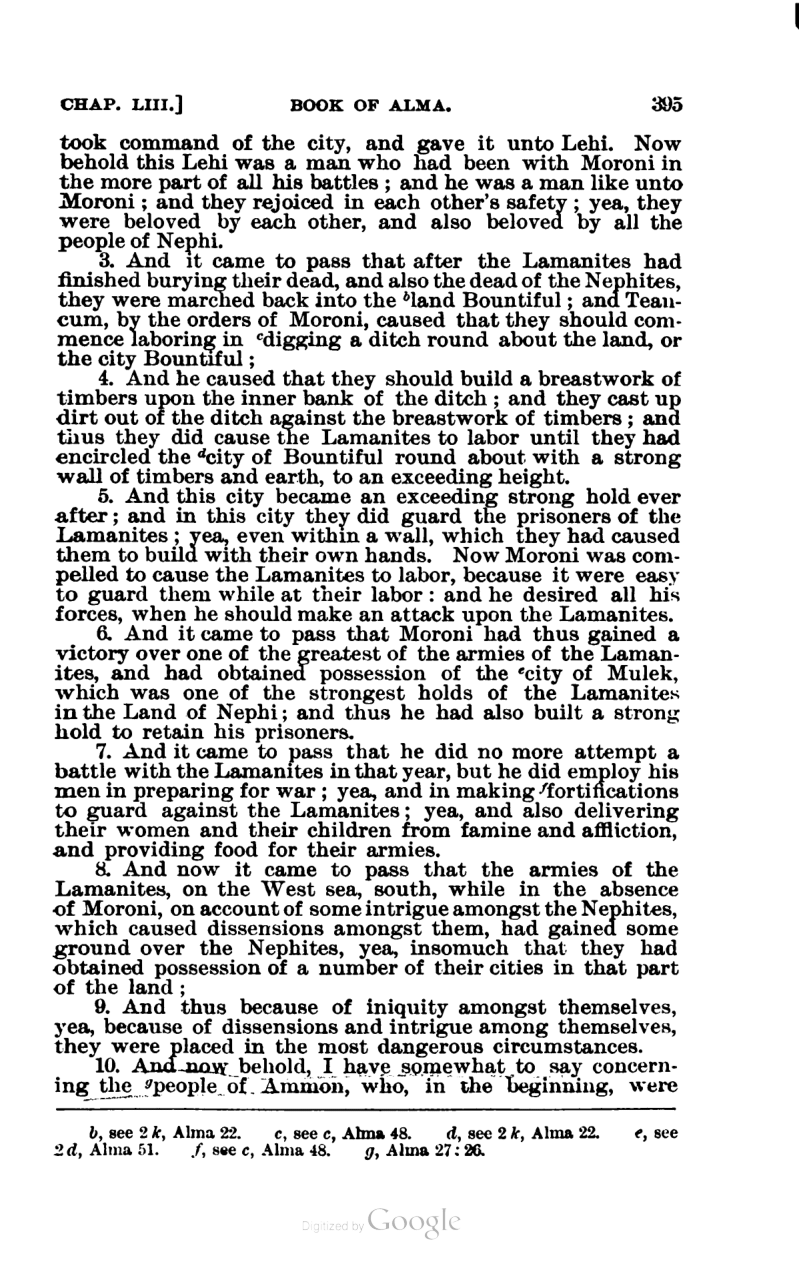 CHAP. LIII.] BOOK OF ALMA. 395
took command of the city, and gave it unto Lehi. Now
behold this Lehi was a man who had been with Moroni in
the more part of all his battles ; and he was a man like unto
Moroni ; and they rejoiced in each other's safety ; yea, they
were beloved by each other, and also beloved by all the
people of Nephi.
3. And it came to pass that after the Lamanites had
finished burying their dead, and also the dead of the Nephites,
they were marched back into the ᵇland Bountiful ; and Tean-
cum, by the orders of Moroni, caused that they should com-
mence laboring in ᶜdigging a ditch round about the land, or
the city Bountiful ;
4. And he caused that they should build a breastwork of
timbers upon the inner bank of the ditch ; and they cast up
dirt out of the ditch against the breastwork of timbers ; and
thus they did cause the Lamanites to labor until they had
encircled the ᵈcity of Bountiful round about with a strong
wall of timbers and earth, to an exceeding height.
5. And this city became an exceeding strong hold ever
after ; and in this city they did guard the prisoners of the
Lamanites ; yea, even within a wall, which they had caused
them to build with their own hands. Now Moroni was com-
pelled to cause the Lamanites to labor, because it were easy
to guard them while at their labor : and he desired all his
forces, when he should make an attack upon the Lamanites.
6. And it came to pass that Moroni had thus gained a
victory over one of the greatest of the armies of the Laman-
ites, and had obtained possession of the ᵉcity of Mulek,
which was one of the strongest holds of the Lamanites
in the Land of Nephi ; and thus he had also built a strong
hold to retain his prisoners.
7. And it came to pass that he did no more attempt a
battle with the Lamanites in that year, but he did employ his
men in preparing for war ; yea, and in making ᶠfortifications
to guard against the Lamanites ; yea, and also delivering
their women and their children from famine and affliction,
and providing food for their armies.
8. And now it came to pass that the armies of the
Lamanites, on the West sea, south, while in the absence
of Moroni, on account of some intrigue amongst the Nephites,
which caused dissensions amongst them, had gained some
ground over the Nephites, yea, insomuch that they had
obtained possession of a number of their cities in that part
of the land ;
9. And thus because of iniquity amongst themselves,
yea, because of dissensions and intrigue among themselves,
they were placed in the most dangerous circumstances.
10. And now behold, I have somewhat to say concern-
ing the ᵍpeople of Ammon, who, in the beginning, were
b, see 2 k, Alma 22. c, see c, Alma 48. d, see 2 k, Alma 22. e, see
2 d, Alma 51. f, see c, Alma 48. g, Alma 27 : 26.
Digitized by Google